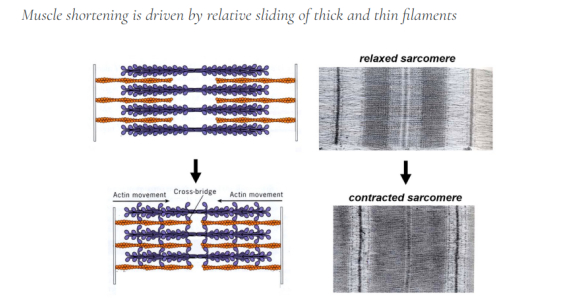 Muscle shortening is driven by relative sliding of thick and thin filaments
relaxed sarcomere
Actin movement
Cross-bridge
Actin movement
contracted sarcomere